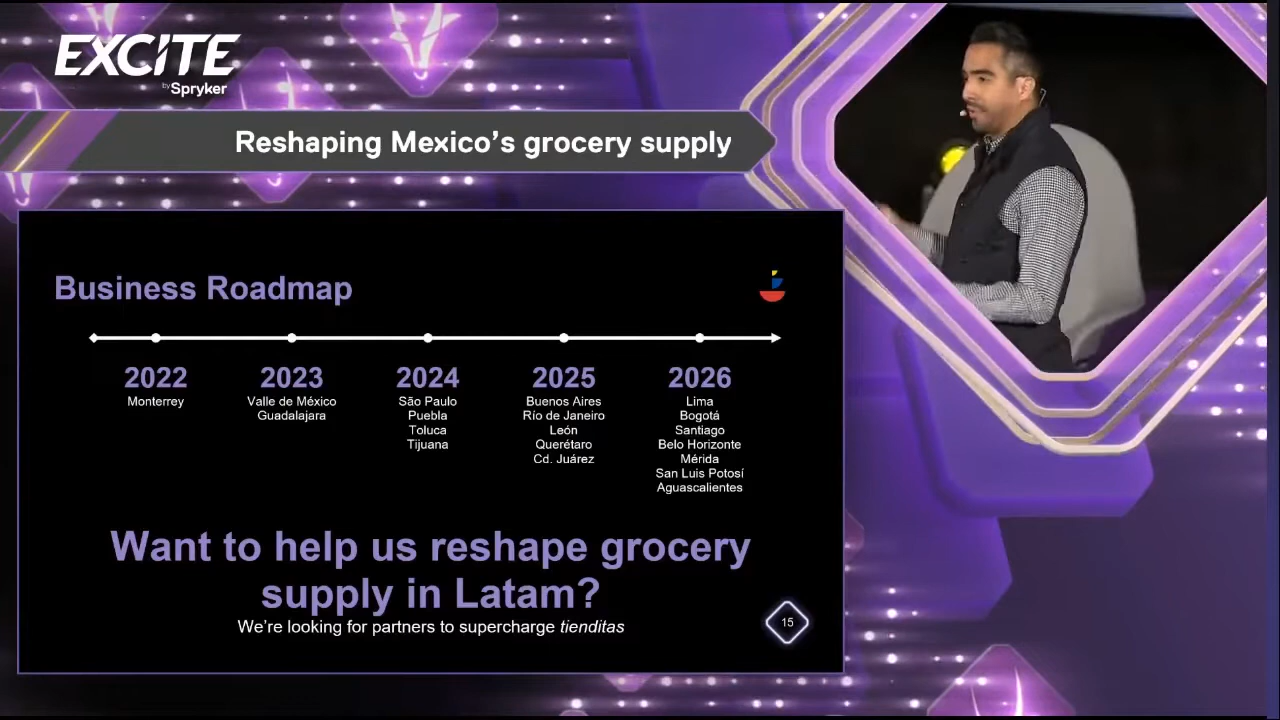 EXCITE
by Spryker
Reshaping Mexico's grocery supply
Business Roadmap
2022
Monterrey
2023
Valle de México
Guadalajara
2024
São Paulo
Puebla
Toluca
Tijuana
2025
Buenos Aires
Río de Janeiro
León
Querétaro
Cd. Juárez
2026
Lima
Bogotá
Santiago
Belo Horizonte
Mérida
San Luis Potosí
Aguascalientes
Want to help us reshape grocery
supply in Latam?
We're looking for partners to supercharge tienditas
15